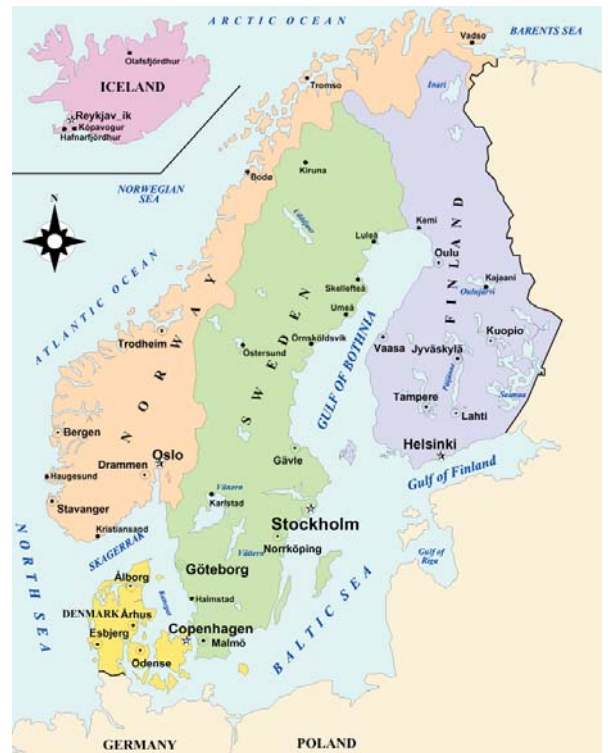 ARCTIC OCEAN
BARENTS SEA
Vadso
Olafsfjördhur
ICELAND
Inari
Tromso
Reykjav_ik
Kópavogur
Hafnarfjördhur
Kiruna
Bodø
NORWEGIAN
SEA
N
Kemi
Luleå
Oulu
FINLAND
Skellefteå
Kajaani
Oulujarvi
ATLANTIC OCEAN
Umeå
Trodheim
NORWAY
SWEDEN
Östersund
Örnsköldsvik
GULF OF BOTHNIA
Vaasa
Jyväskylä
Kuopio
Tampere
Saimaa
Lahti
Bergen
Oslo
Gävle
Helsinki
Drammen
Gulf of Finland
Haugesund
Vänern
Karlstad
Stavanger
Stockholm
Kristiansand
SKAGERRAK
Norrköping
Vättern
Gulf of
Riga
NORTH SEA
Göteborg
Ålborg
Halmstad
DENMARK
Århus
Esbjerg
Copenhagen
Malmö
Odense
BALTIC SEA
GERMANY
POLAND